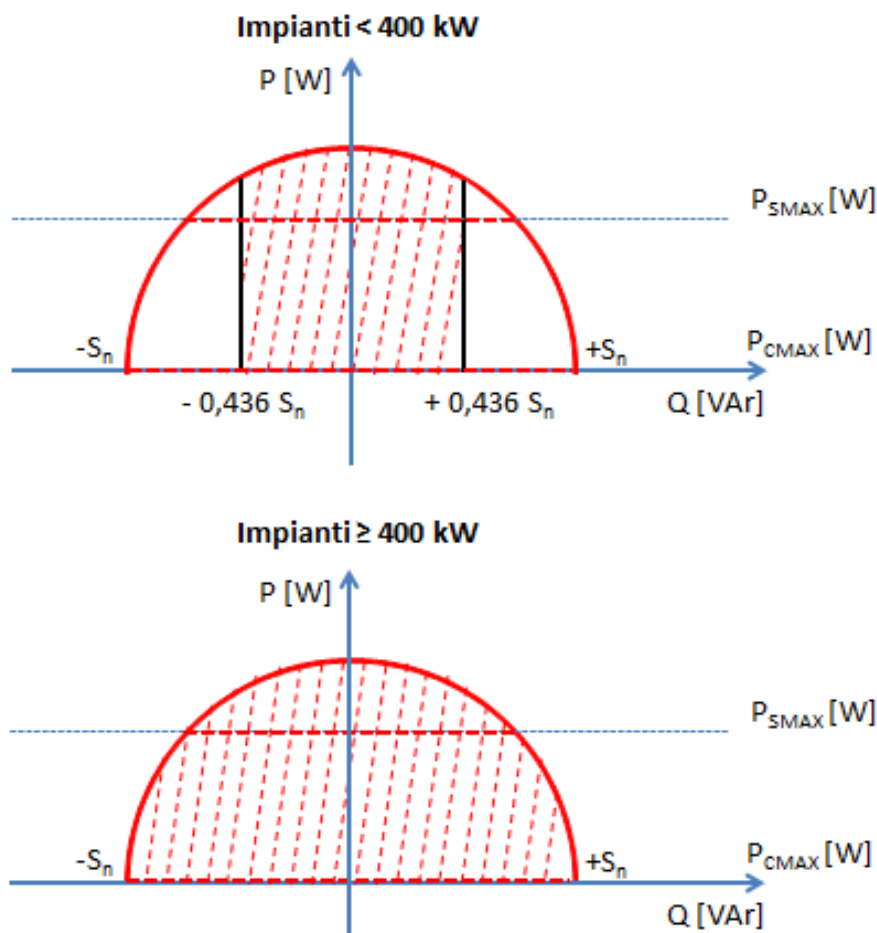 Impianti < 400 kW
P [W]
P_SMAX [W]
-S_n
+S_n
P_CMAX [W]
- 0,436 S_n
+ 0,436 S_n
Q [VAr]
Impianti ≥ 400 kW
P [W]
P_SMAX [W]
-S_n
+S_n
P_CMAX [W]
Q [VAr]